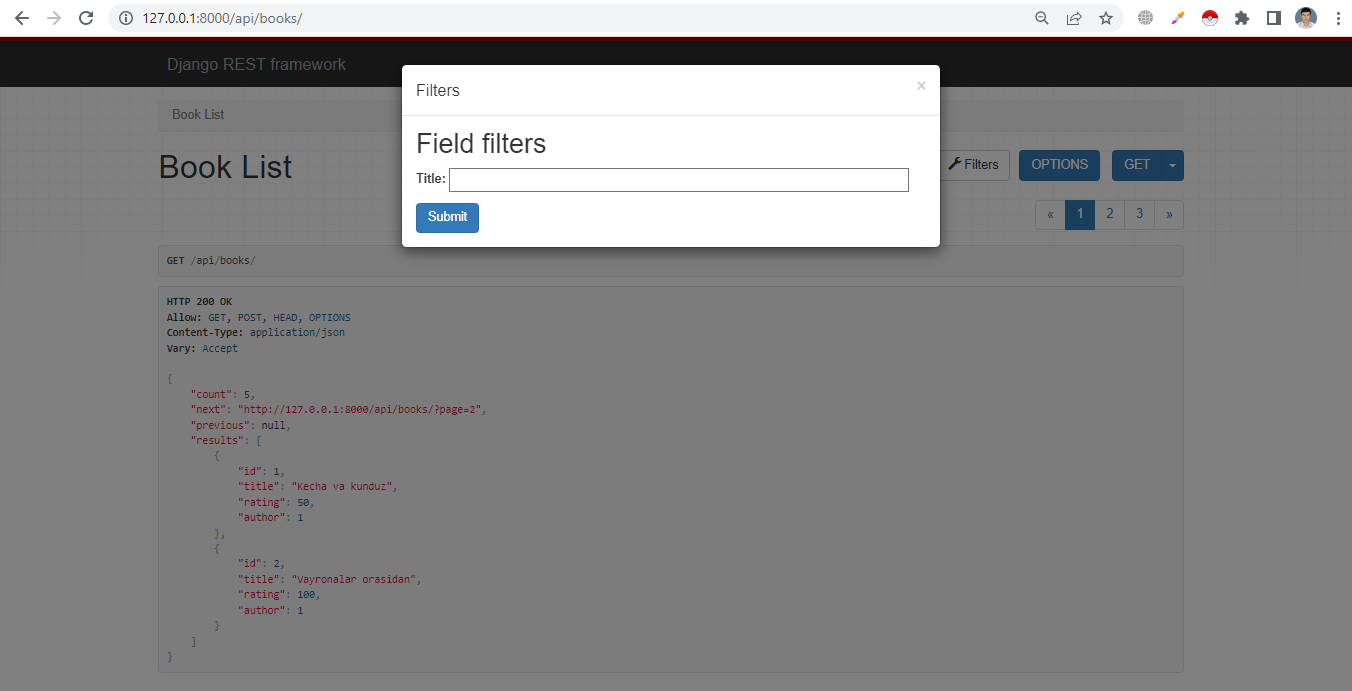 127.0.0.1:8000/api/books/
Django REST framework
Filters ×
Field filters
Title:
Submit
Book List
Book List
Filters OPTIONS GET
« 1 2 3 »
GET /api/books/
HTTP 200 OK
Allow: GET, POST, HEAD, OPTIONS
Content-Type: application/json
Vary: Accept
{
    "count": 5,
    "next": "http://127.0.0.1:8000/api/books/?page=2",
    "previous": null,
    "results": [
        {
            "id": 1,
            "title": "Kecha va kunduz",
            "rating": 50,
            "author": 1
        },
        {
            "id": 2,
            "title": "Vayronalar orasidan",
            "rating": 100,
            "author": 1
        }
    ]
}